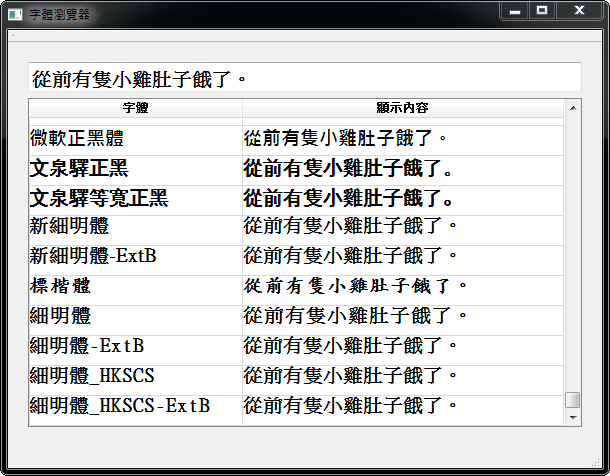 字體瀏覽器
從前有隻小雞肚子餓了。
字體 顯示內容
微軟正黑體 從前有隻小雞肚子餓了。
文泉驛正黑 從前有隻小雞肚子餓了。
文泉驛等寬正黑 從前有隻小雞肚子餓了。
新細明體 從前有隻小雞肚子餓了。
新細明體-ExtB 從前有隻小雞肚子餓了。
標楷體 從前有隻小雞肚子餓了。
細明體 從前有隻小雞肚子餓了。
細明體-ExtB 從前有隻小雞肚子餓了。
細明體_HKSCS 從前有隻小雞肚子餓了。
細明體_HKSCS-ExtB 從前有隻小雞肚子餓了。